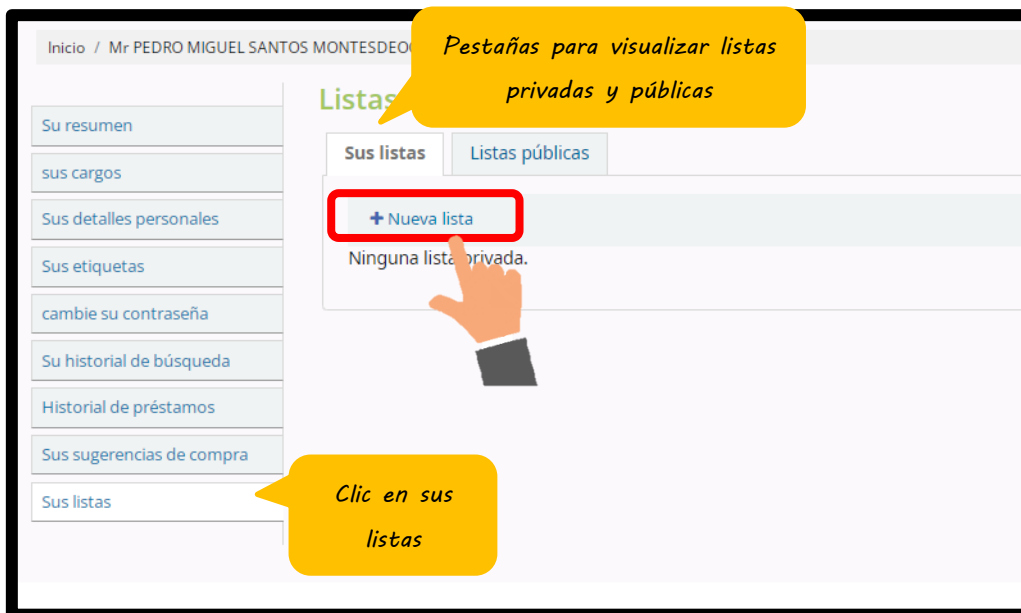 Inicio / Mr PEDRO MIGUEL SANTOS MONTESDEO
Pestañas para visualizar listas
privadas y públicas
Listas
Su resumen
sus cargos
Sus detalles personales
Sus etiquetas
cambie su contraseña
Su historial de búsqueda
Historial de préstamos
Sus sugerencias de compra
Sus listas
Sus listas
Listas públicas
+ Nueva lista
Ninguna lista privada.
Clic en sus
listas